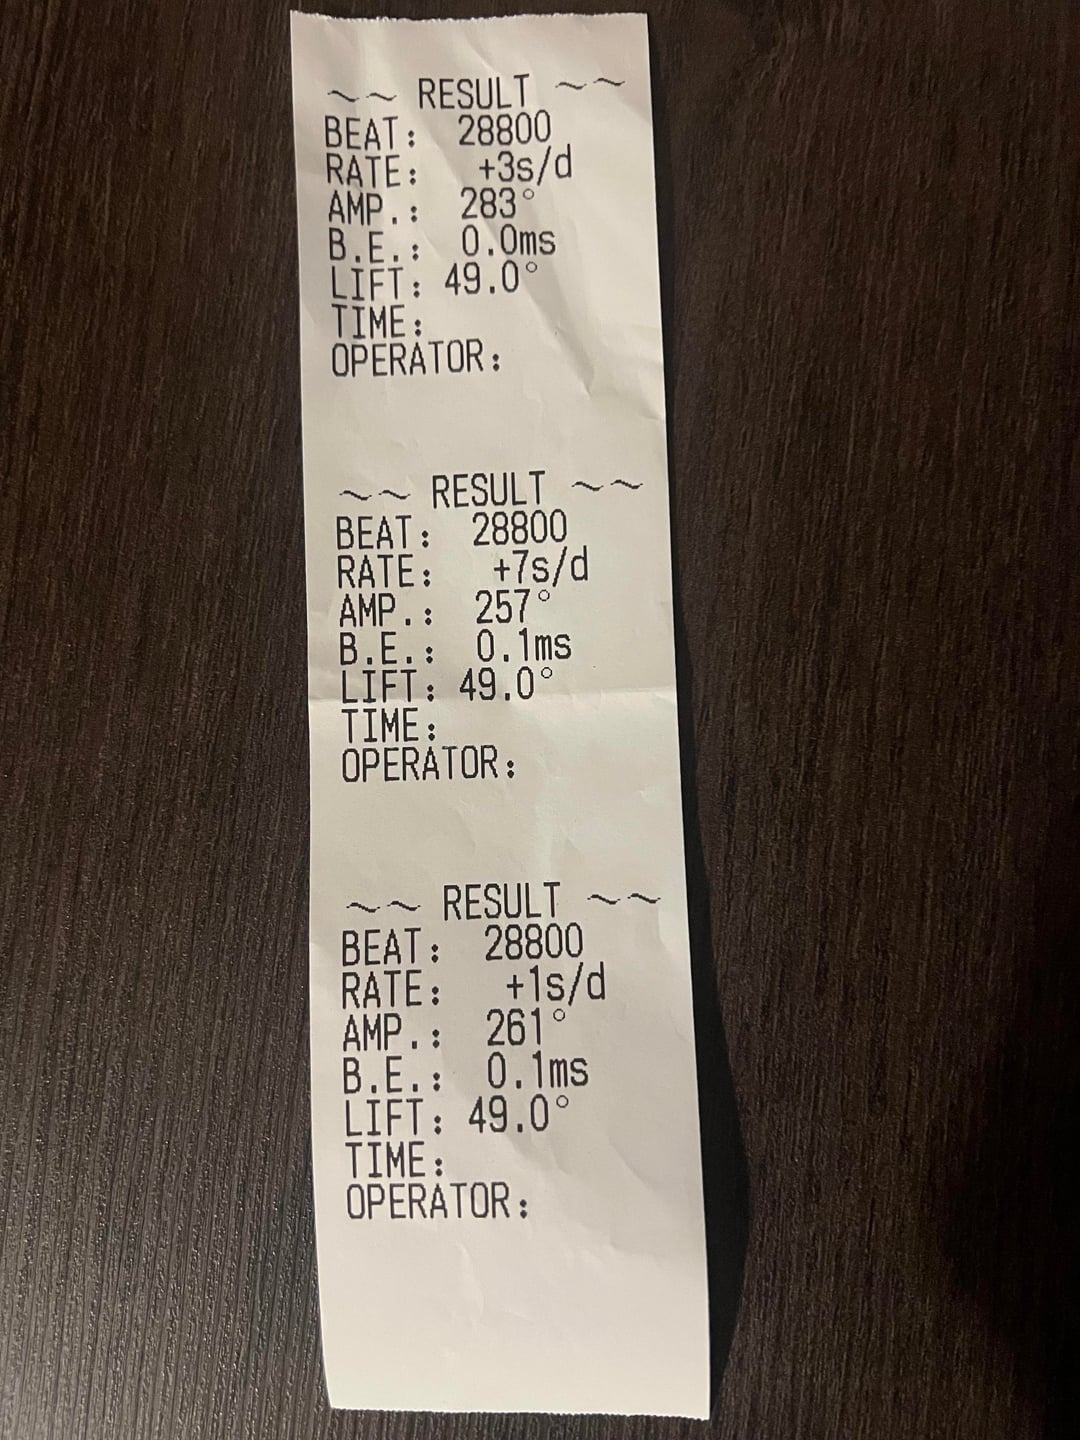 ~~ RESULT ~~
BEAT: 28800
RATE: +3s/d
AMP.: 283°
B.E.: 0.0ms
LIFT: 49.0°
TIME:
OPERATOR:
~~ RESULT ~~
BEAT: 28800
RATE: +7s/d
AMP.: 257°
B.E.: 0.1ms
LIFT: 49.0°
TIME:
OPERATOR:
~~ RESULT ~~
BEAT: 28800
RATE: +1s/d
AMP.: 261°
B.E.: 0.1ms
LIFT: 49.0°
TIME:
OPERATOR: